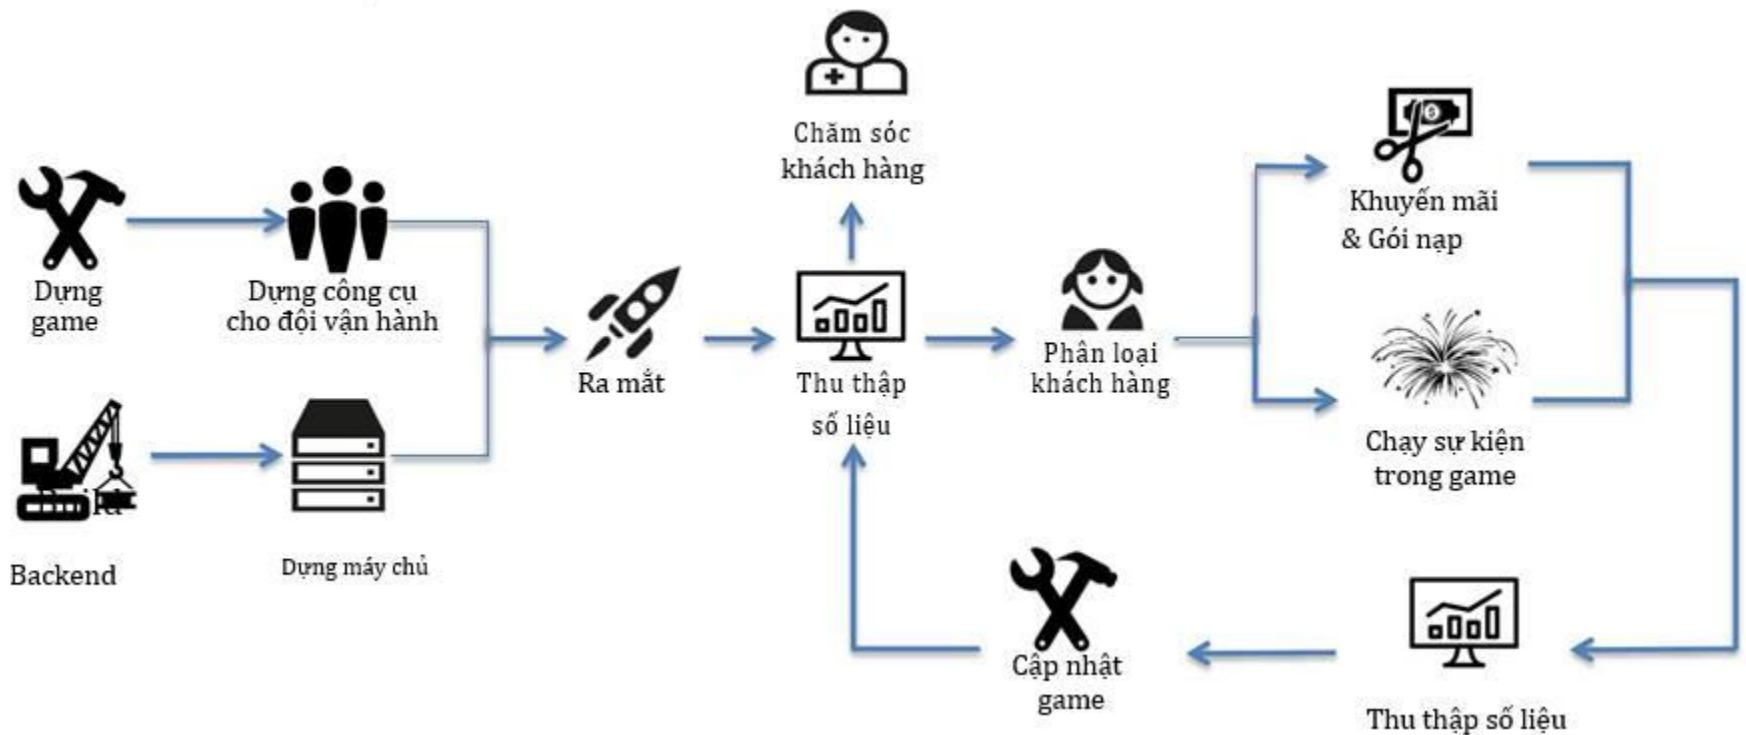 Chăm sóc
khách hàng
Khuyến mãi
& Gói nạp
Dựng
game
Dựng công cụ
cho đội vận hành
Ra mắt
Thu thập
số liệu
Phân loại
khách hàng
Chạy sự kiện
trong game
Backend
Dựng máy chủ
Cập nhật
game
Thu thập số liệu